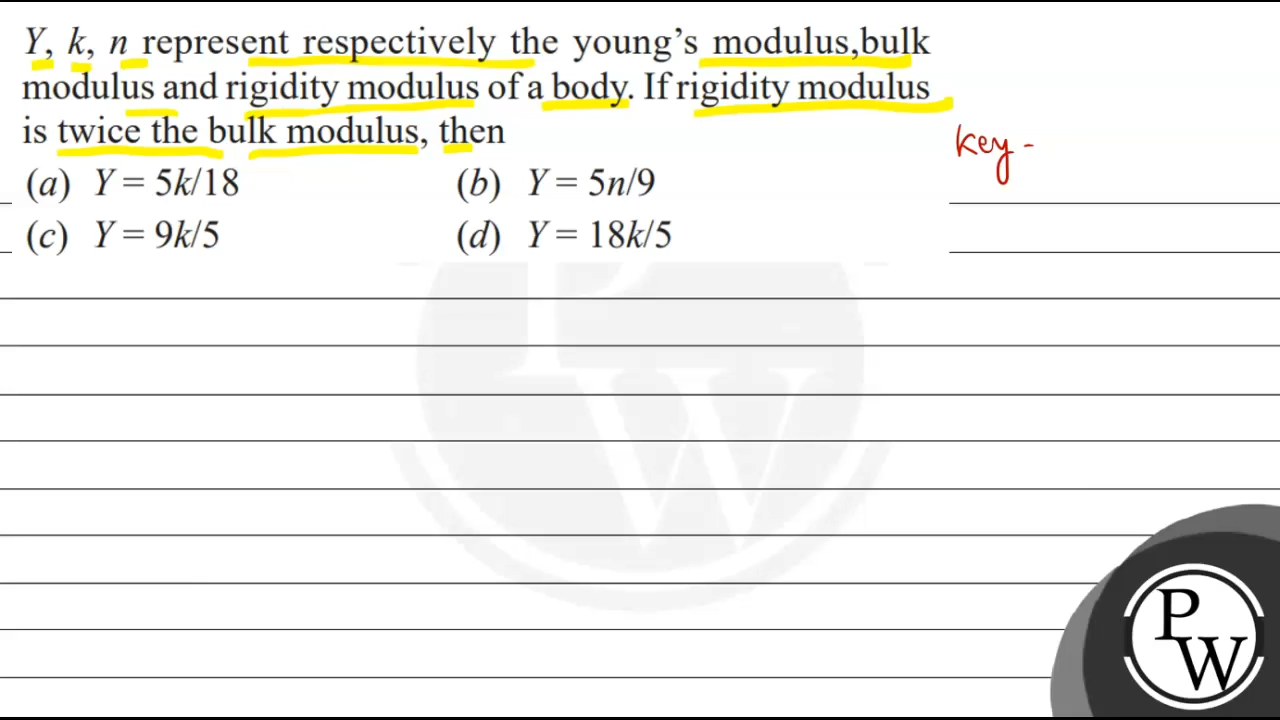 Y, k, n represent respectively the young's modulus,bulk
modulus and rigidity modulus of a body. If rigidity modulus
is twice the bulk modulus, then
key -
(a) Y = 5k/18 (b) Y = 5n/9
(c) Y = 9k/5 (d) Y = 18k/5
PW
P
W